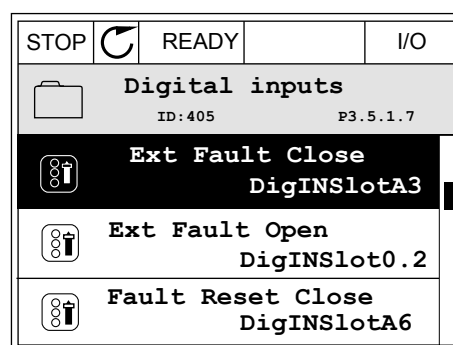 STOP READY I/O
Digital inputs
ID:405 P3.5.1.7
Ext Fault Close
DigINSlotA3
Ext Fault Open
DigINSlot0.2
Fault Reset Close
DigINSlotA6